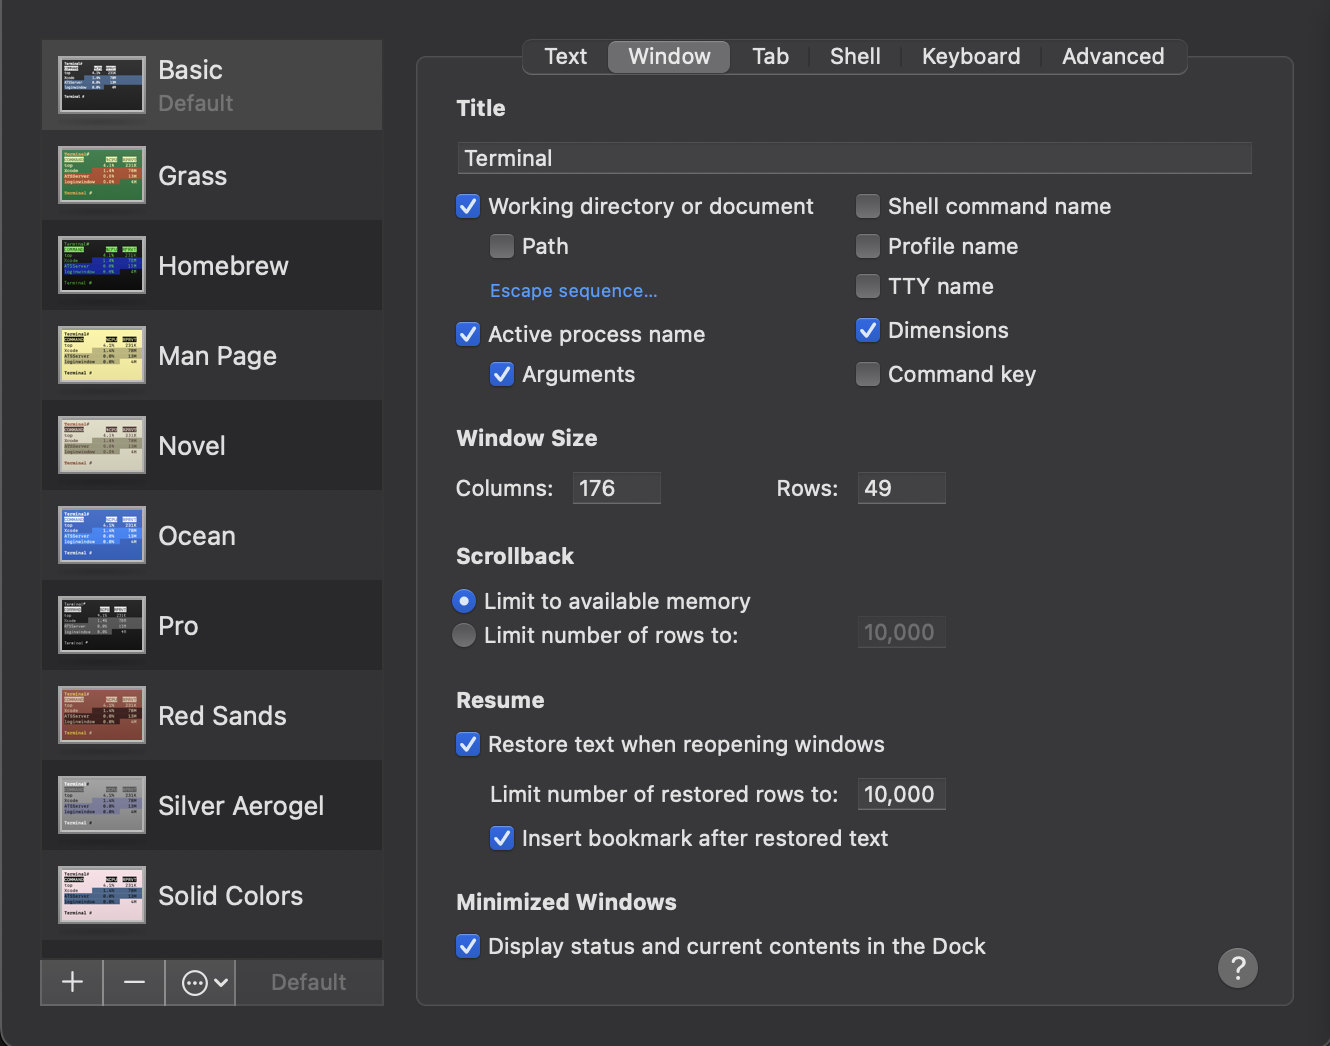 Basic
Default
Grass
Homebrew
Man Page
Novel
Ocean
Pro
Red Sands
Silver Aerogel
Solid Colors
Default
Text Window Tab Shell Keyboard Advanced
Title
Terminal
Working directory or document
Shell command name
Path
Profile name
Escape sequence...
TTY name
Active process name
Dimensions
Arguments
Command key
Window Size
Columns: 176 Rows: 49
Scrollback
Limit to available memory
Limit number of rows to: 10,000
Resume
Restore text when reopening windows
Limit number of restored rows to: 10,000
Insert bookmark after restored text
Minimized Windows
Display status and current contents in the Dock
?